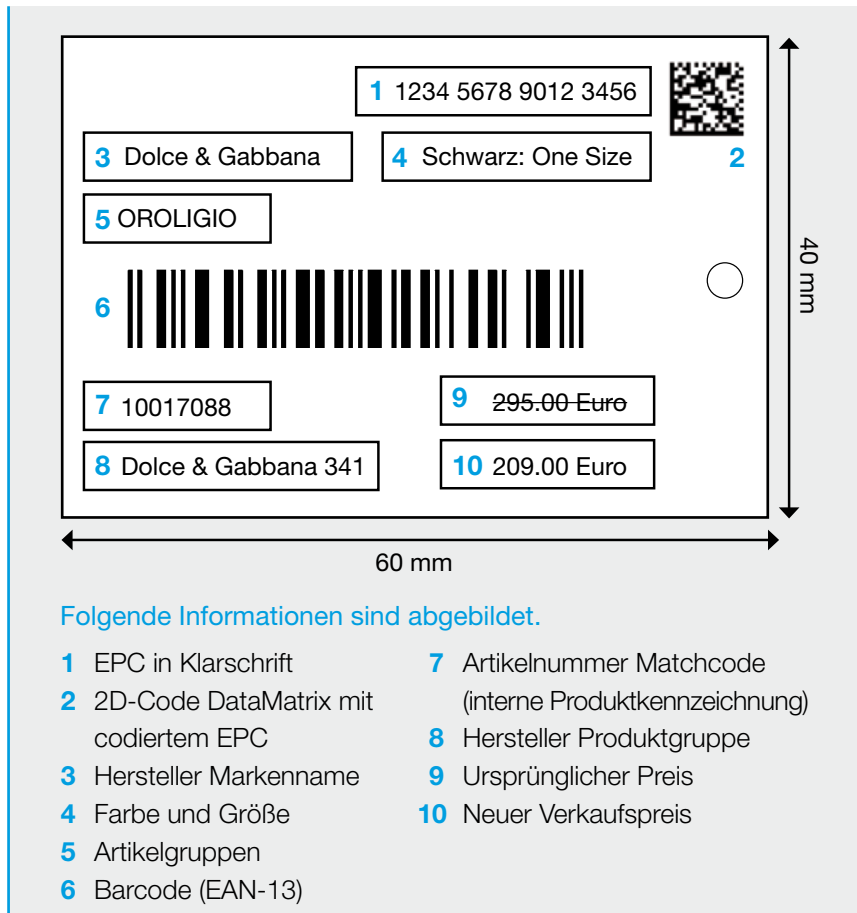 1 1234 5678 9012 3456
3 Dolce & Gabbana
4 Schwarz: One Size
2
5 OROLIGIO
6
40 mm
7 10017088
9 295.00 Euro
8 Dolce & Gabbana 341
10 209.00 Euro
60 mm
Folgende Informationen sind abgebildet.
1 EPC in Klarschrift
2 2D-Code DataMatrix mit
codiertem EPC
3 Hersteller Markenname
4 Farbe und Größe
5 Artikelgruppen
6 Barcode (EAN-13)
7 Artikelnummer Matchcode
(interne Produktkennzeichnung)
8 Hersteller Produktgruppe
9 Ursprünglicher Preis
10 Neuer Verkaufspreis